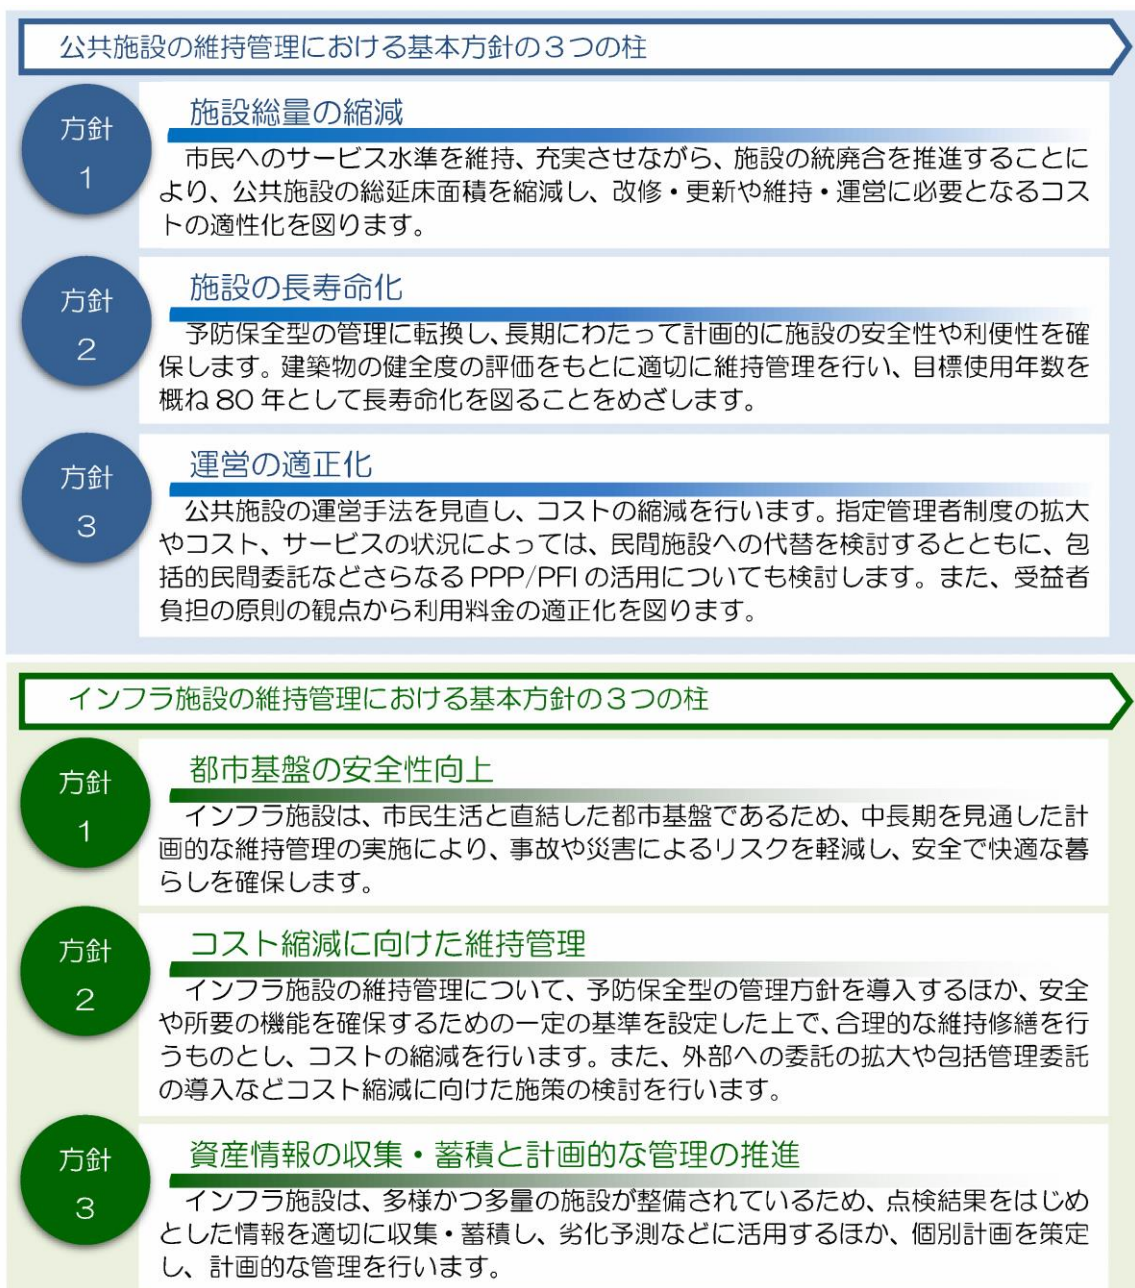 公共施設の維持管理における基本方針の３つの柱
方針
１
施設総量の縮減
市民へのサービス水準を維持、充実させながら、施設の統廃合を推進することに
より、公共施設の総延床面積を縮減し、改修・更新や維持・運営に必要となるコス
トの適性化を図ります。
方針
２
施設の長寿命化
予防保全型の管理に転換し、長期にわたって計画的に施設の安全性や利便性を確
保します。建築物の健全度の評価をもとに適切に維持管理を行い、目標使用年数を
概ね 80 年として長寿命化を図ることをめざします。
方針
３
運営の適正化
公共施設の運営手法を見直し、コストの縮減を行います。指定管理者制度の拡大
やコスト、サービスの状況によっては、民間施設への代替を検討するとともに、包
括的民間委託などさらなる PPP/PFI の活用についても検討します。また、受益者
負担の原則の観点から利用料金の適正化を図ります。
インフラ施設の維持管理における基本方針の３つの柱
方針
１
都市基盤の安全性向上
インフラ施設は、市民生活と直結した都市基盤であるため、中長期を見通した計
画的な維持管理の実施により、事故や災害によるリスクを軽減し、安全で快適な暮
らしを確保します。
方針
２
コスト縮減に向けた維持管理
インフラ施設の維持管理について、予防保全型の管理方針を導入するほか、安全
や所要の機能を確保するための一定の基準を設定した上で、合理的な維持修繕を行
うものとし、コストの縮減を行います。また、外部への委託の拡大や包括管理委託
の導入などコスト縮減に向けた施策の検討を行います。
方針
３
資産情報の収集・蓄積と計画的な管理の推進
インフラ施設は、多様かつ多量の施設が整備されているため、点検結果をはじめ
とした情報を適切に収集・蓄積し、劣化予測などに活用するほか、個別計画を策定
し、計画的な管理を行います。